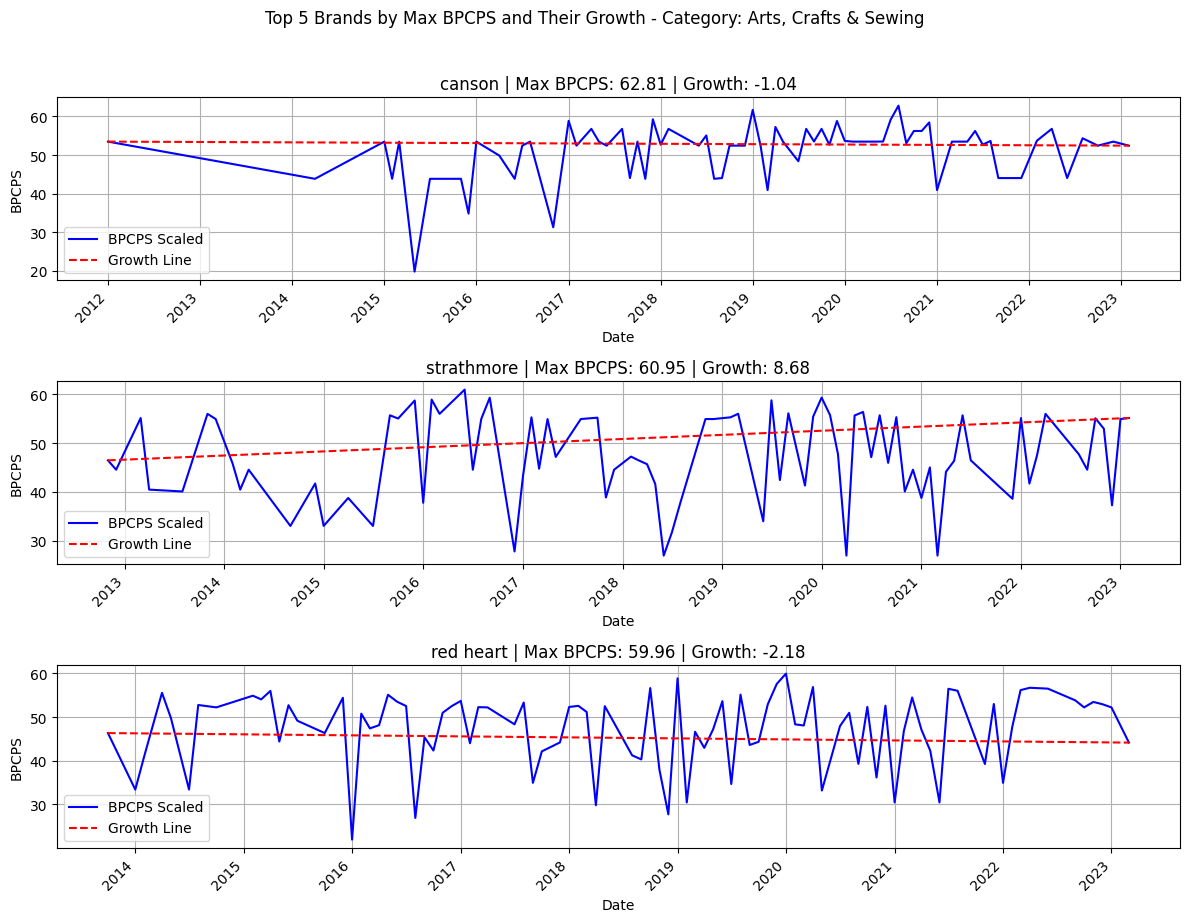 Top 5 Brands by Max BPCPS and Their Growth - Category: Arts, Crafts & Sewing
canson | Max BPCPS: 62.81 | Growth: -1.04
60
50
40
30
20
BPCPS
BPCPS Scaled
Growth Line
2012
2013
2014
2015
2016
2017
2018
2019
2020
2021
2022
2023
Date
strathmore | Max BPCPS: 60.95 | Growth: 8.68
60
50
40
30
BPCPS
BPCPS Scaled
Growth Line
2013
2014
2015
2016
2017
2018
2019
2020
2021
2022
2023
Date
red heart | Max BPCPS: 59.96 | Growth: -2.18
60
50
40
30
BPCPS
BPCPS Scaled
Growth Line
2014
2015
2016
2017
2018
2019
2020
2021
2022
2023
Date